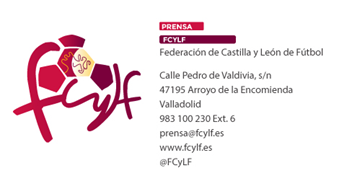 fcylf
PRENSA
FCYLF
Federación de Castilla y León de Fútbol
Calle Pedro de Valdivia, s/n
47195 Arroyo de la Encomienda
Valladolid
983 100 230 Ext. 6
prensa@fcylf.es
www.fcylf.es
@FCyLF